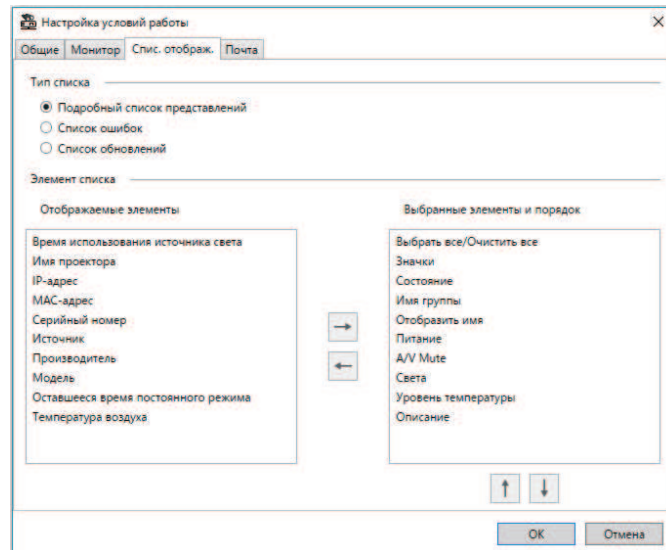 Настройка условий работы
Общие Монитор Спис. отображ. Почта
Тип списка
Подробный список представлений
Список ошибок
Список обновлений
Элемент списка
Отображаемые элементы
Время использования источника света
Имя проектора
IP-адрес
MAC-адрес
Серийный номер
Источник
Производитель
Модель
Оставшееся время постоянного режима
Температура воздуха
Выбранные элементы и порядок
Выбрать все/Очистить все
Значки
Состояние
Имя группы
Отобразить имя
Питание
A/V Mute
Света
Уровень температуры
Описание
OK Отмена